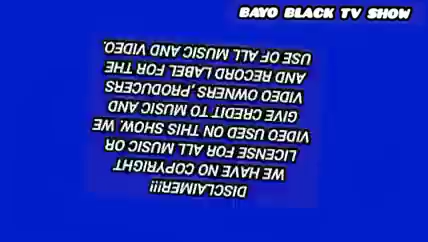 BAYO BLACK TV SHOW
DISCLAIMER!!!
WE HAVE NO COPYRIGHT
LICENSE FOR ALL MUSIC OR
VIDEO USED ON THIS SHOW. WE
GIVE CREDIT TO MUSIC AND
VIDEO OWNERS, PRODUCERS
AND RECORD LABEL FOR THE
USE OF ALL MUSIC AND VIDEO.